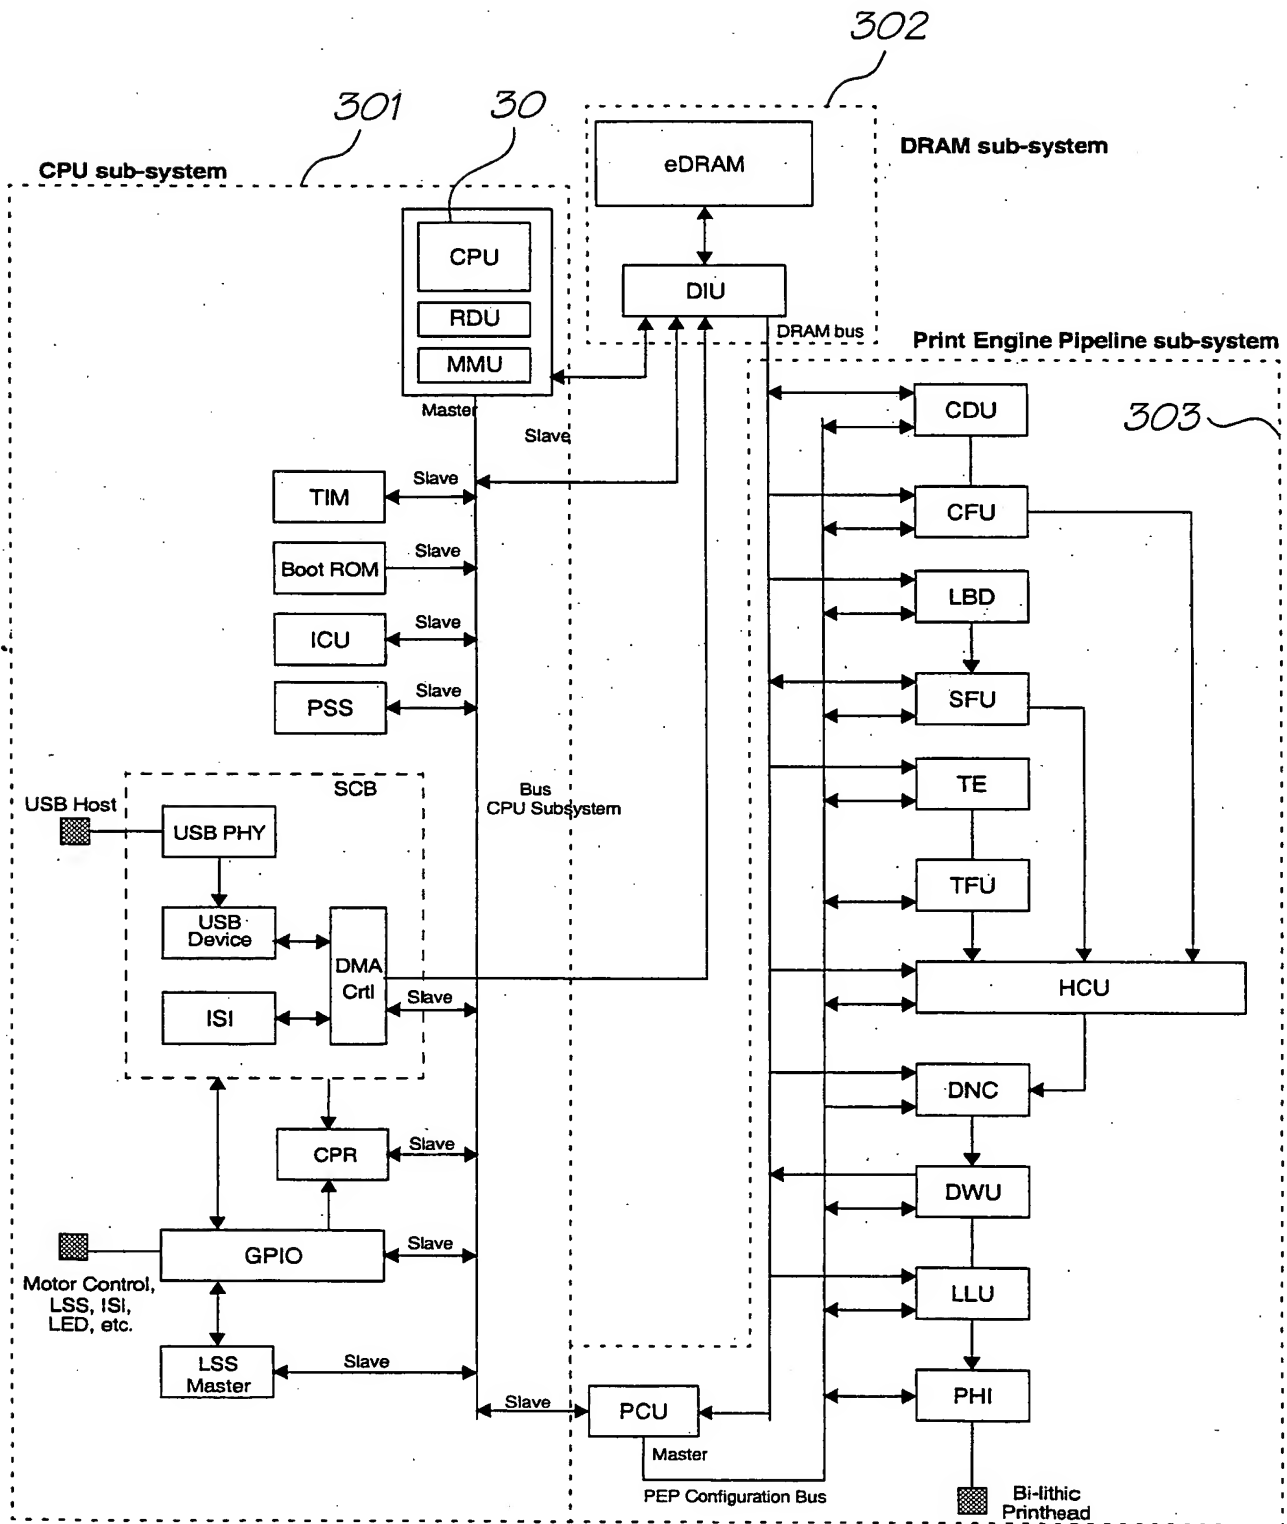 302
301
30
DRAM sub-system
CPU sub-system
eDRAM
CPU
DIU
RDU
DRAM bus
Print Engine Pipeline sub-system
MMU
Master
CDU
303
Slave
TIM
Slave
CFU
Boot ROM
Slave
LBD
ICU
Slave
PSS
Slave
SFU
SCB
TE
USB Host
USB PHY
Bus
CPU Subsystem
TFU
USB
Device
DMA
Crtl
HCU
ISI
Slave
DNC
CPR
Slave
DWU
GPIO
Slave
Motor Control,
LSS, ISI,
LED, etc.
LLU
LSS
Master
Slave
PHI
Slave
PCU
Master
PEP Configuration Bus
Bi-lithic
Printhead